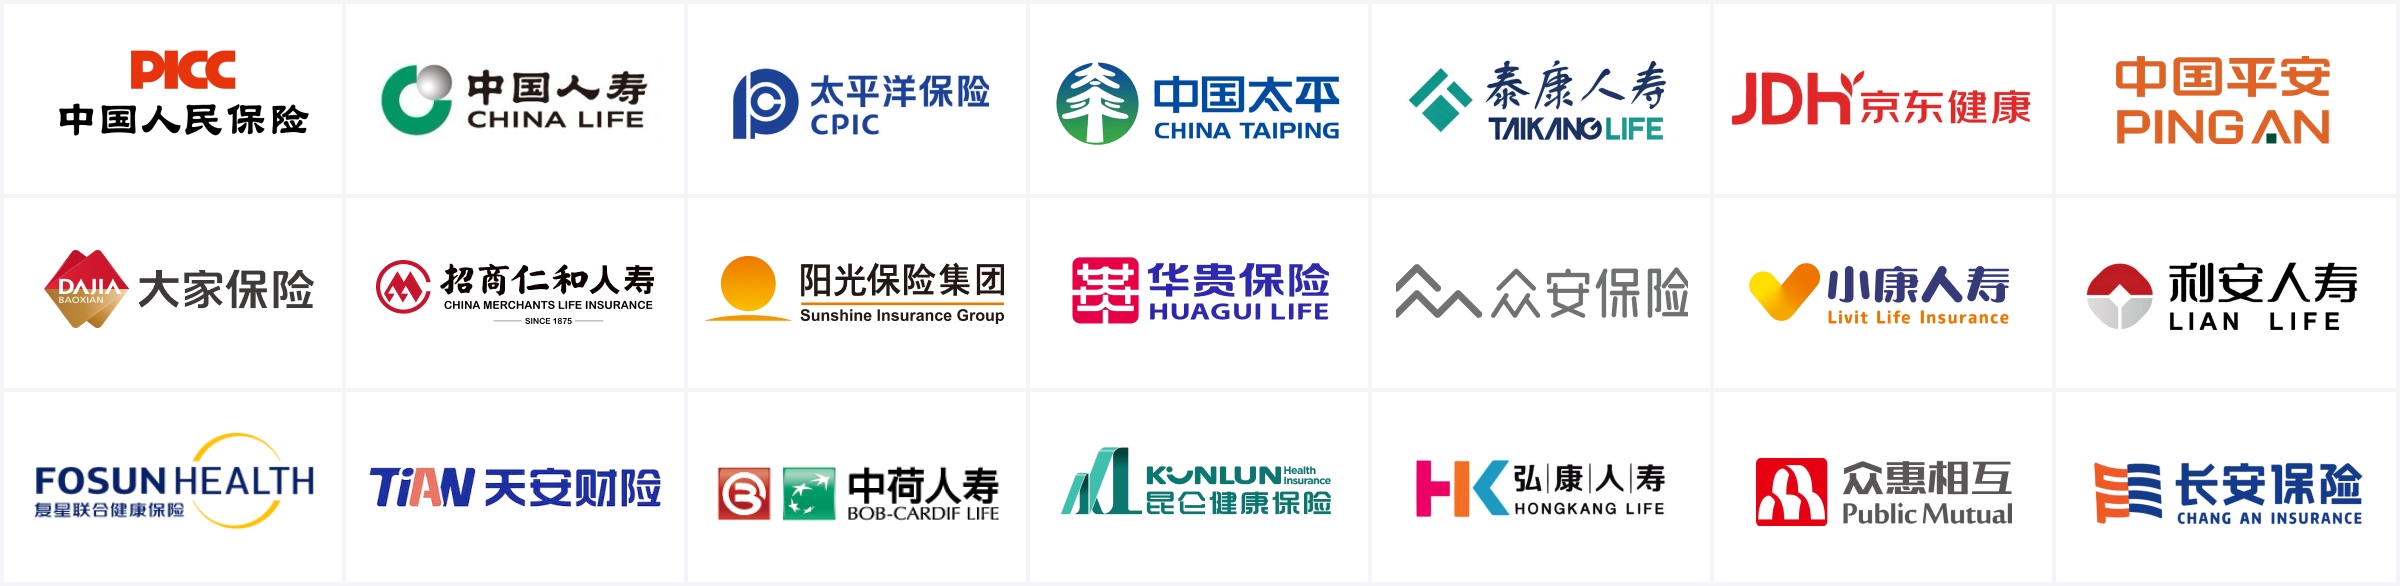 PICC
中国人民保险
中国人寿
CHINA LIFE
太平洋保险
CPIC
中国太平
CHINA TAIPING
泰康人寿
TAIKANG LIFE
JDH 京东健康
中国平安
PING AN
DAJIA
BAOXIAN
大家保险
招商仁和人寿
CHINA MERCHANTS LIFE INSURANCE
SINCE 1875
阳光保险集团
Sunshine Insurance Group
华贵保险
HUAGUI LIFE
众安保险
小康人寿
Livit Life Insurance
利安人寿
LIAN LIFE
FOSUN HEALTH
复星联合健康保险
TiAN 天安财险
中荷人寿
BOB-CARDIF LIFE
KUNLUN Health Insurance
昆仑健康保险
HK 弘|康|人|寿
HONGKANG LIFE
众惠相互
Public Mutual
长安保险
CHANG AN INSURANCE